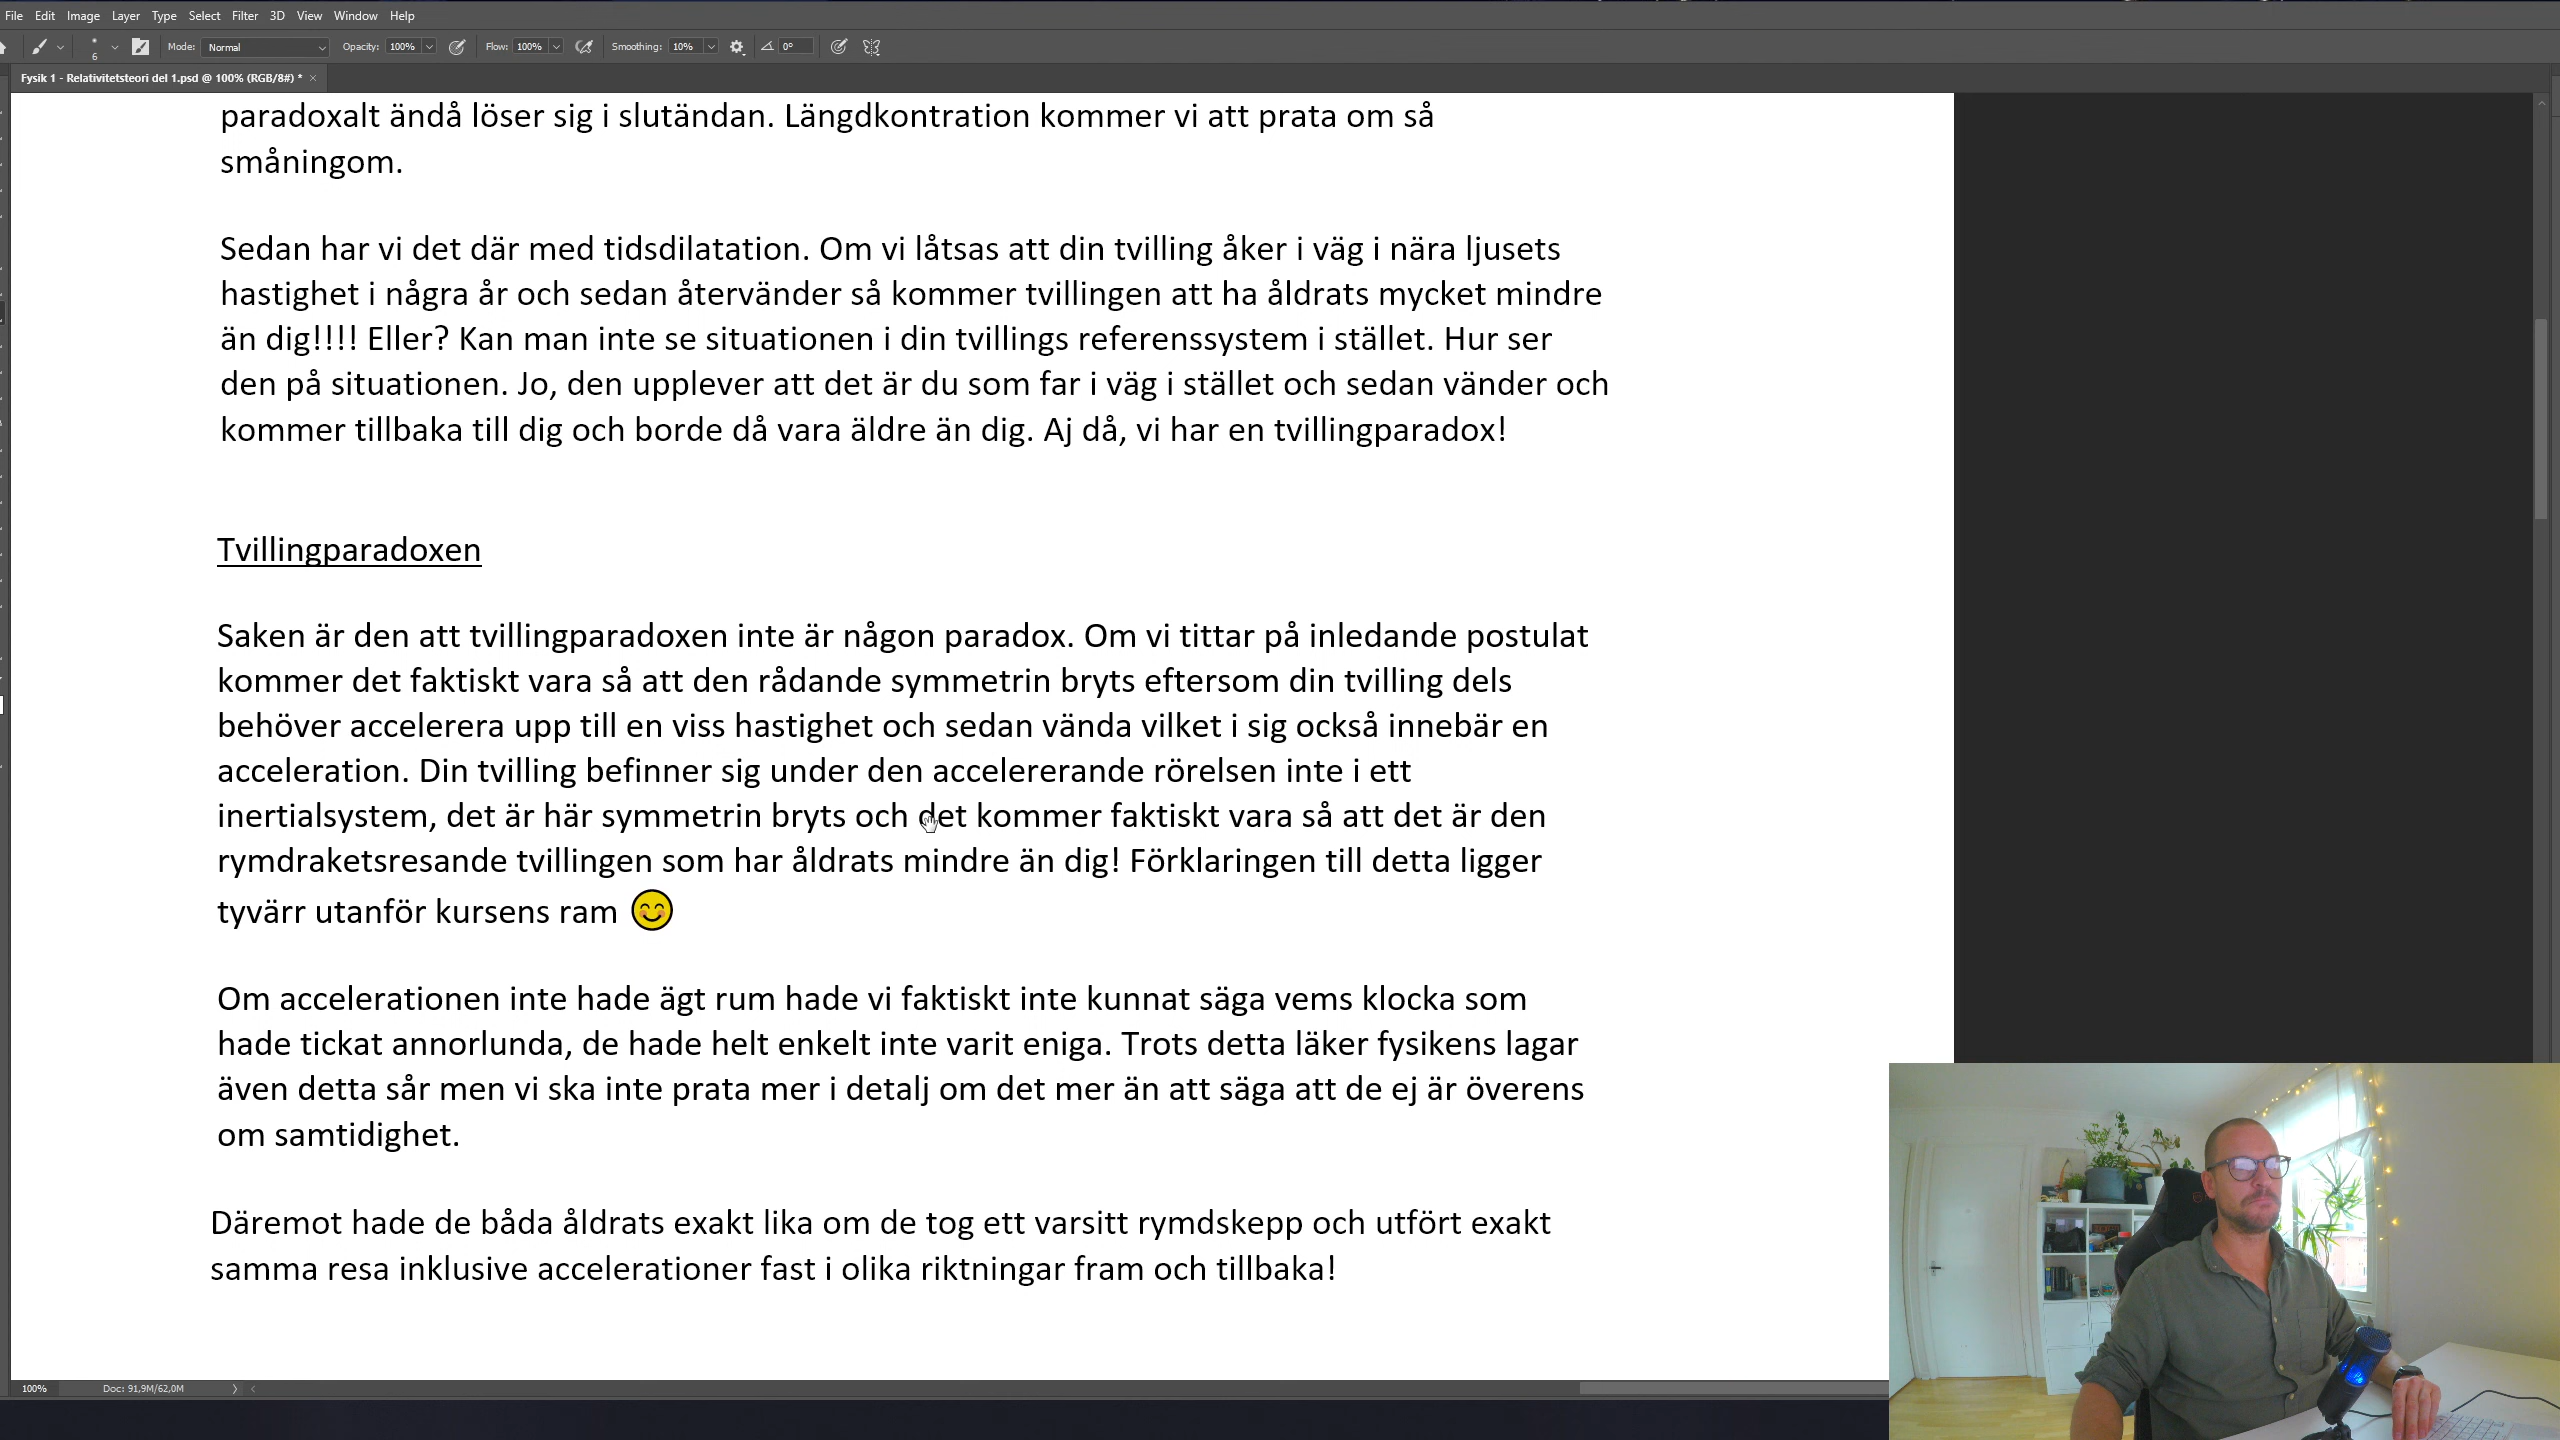 File Edit Image Layer Type Select Filter 3D View Window Help
6 Mode: Normal Opacity: 100% Flow: 100% Smoothing: 10% 0°
Fysik 1 - Relativitetsteori del 1.psd @ 100% (RGB/8#) * ×
paradoxalt ändå löser sig i slutändan. Längdkontration kommer vi att prata om så
småningom.
Sedan har vi det där med tidsdilatation. Om vi låtsas att din tvilling åker i väg i nära ljusets
hastighet i några år och sedan återvänder så kommer tvillingen att ha åldrats mycket mindre
än dig!!!! Eller? Kan man inte se situationen i din tvillings referenssystem i stället. Hur ser
den på situationen. Jo, den upplever att det är du som far i väg i stället och sedan vänder och
kommer tillbaka till dig och borde då vara äldre än dig. Aj då, vi har en tvillingparadox!
Tvillingparadoxen
Saken är den att tvillingparadoxen inte är någon paradox. Om vi tittar på inledande postulat
kommer det faktiskt vara så att den rådande symmetrin bryts eftersom din tvilling dels
behöver accelerera upp till en viss hastighet och sedan vända vilket i sig också innebär en
acceleration. Din tvilling befinner sig under den accelererande rörelsen inte i ett
inertialsystem, det är här symmetrin bryts och det kommer faktiskt vara så att det är den
rymdraketsresande tvillingen som har åldrats mindre än dig! Förklaringen till detta ligger
tyvärr utanför kursens ram 😊
Om accelerationen inte hade ägt rum hade vi faktiskt inte kunnat säga vems klocka som
hade tickat annorlunda, de hade helt enkelt inte varit eniga. Trots detta läker fysikens lagar
även detta sår men vi ska inte prata mer i detalj om det mer än att säga att de ej är överens
om samtidighet.
Däremot hade de båda åldrats exakt lika om de tog ett varsitt rymdskepp och utfört exakt
samma resa inklusive accelerationer fast i olika riktningar fram och tillbaka!
100% Doc: 91,9M/62,0M